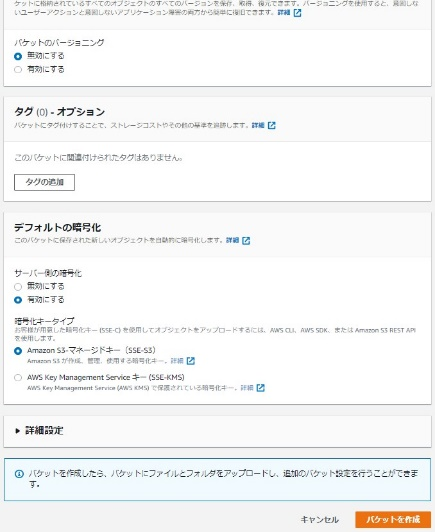 ケットに格納されているすべてのオブジェクトのすべてのバージョンを保存、取得、復元できます。バージョニングを使用すると、意図しな
いユーザーアクションと意図しないアプリケーション障害の両方から簡単に復旧できます。詳細
バケットのバージョニング
無効にする
有効にする
タグ (0) - オプション
バケットにタグ付けすることで、ストレージコストやその他の基準を追跡します。詳細
このバケットに関連付けられたタグはありません。
タグの追加
デフォルトの暗号化
このバケットに保存された新しいオブジェクトを自動的に暗号化します。詳細
サーバー側の暗号化
無効にする
有効にする
暗号化キータイプ
お客様が用意した暗号化キー (SSE-C) を使用してオブジェクトをアップロードするには、AWS CLI、AWS SDK、または Amazon S3 REST API
を使用します。
Amazon S3-マネージドキー（SSE-S3）
Amazon S3 が作成、管理、使用する暗号化キー。詳細
AWS Key Management Service キー (SSE-KMS)
AWS Key Management Service (AWS KMS) で保護されている暗号化キー。詳細
詳細設定
バケットを作成したら、バケットにファイルとフォルダをアップロードし、追加のバケット設定を行うことができま
す。
キャンセル
バケットを作成